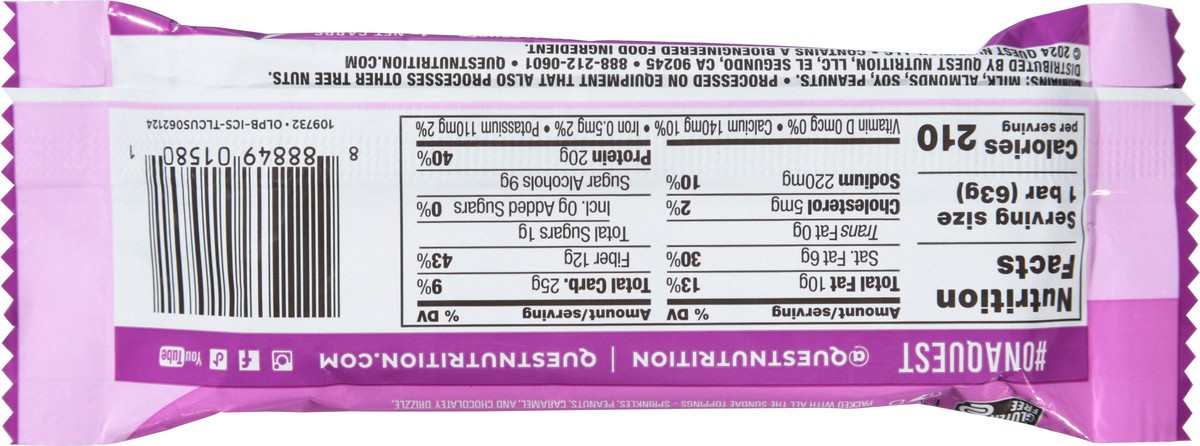 PACKED WITH ALL THE SUNDAE TOPPINGS - SPRINKLES, PEANUTS, CARAMEL, AND CHOCOLATEY DRIZZLE.
GLUTEN
FREE
#ONAQUEST @QUESTNUTRITION | QUESTNUTRITION.COM YouTube
Nutrition
Facts
Serving size
1 bar (63g)
Calories 210
per serving
Amount/serving % DV
Total Fat 10g 13%
Sat. Fat 6g 30%
Trans Fat 0g
Cholesterol 5mg 2%
Sodium 220mg 10%
Amount/serving % DV
Total Carb. 25g 9%
Fiber 12g 43%
Total Sugars 1g
Incl. 0g Added Sugars 0%
Sugar Alcohols 9g
Protein 20g 40%
Vitamin D 0mcg 0% • Calcium 140mg 10% • Iron 0.5mg 2% • Potassium 110mg 2%
8 88849 01580 1
109732 • OLPB-ICS-TLCUS062124
CONTAINS: MILK, ALMONDS, SOY, PEANUTS. • PROCESSED ON EQUIPMENT THAT ALSO PROCESSES OTHER TREE NUTS.
DISTRIBUTED BY QUEST NUTRITION, LLC, EL SEGUNDO, CA 90245 • 888-212-0601 • QUESTNUTRITION.COM
© 2024 QUEST CONTAINS A BIOENGINEERED FOOD INGREDIENT.